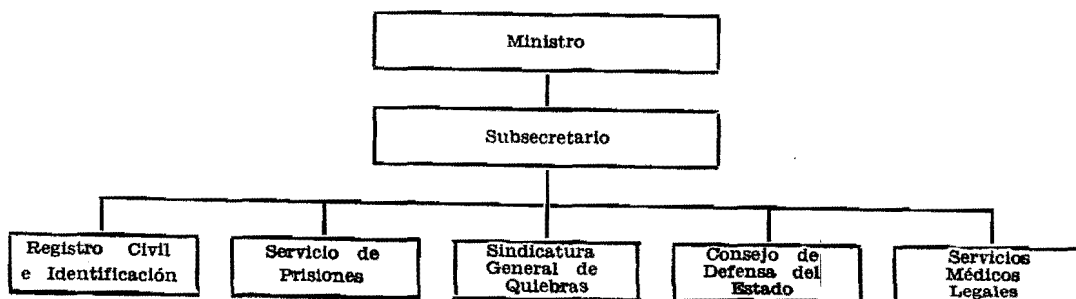 Ministro
Subsecretario
Registro Civil
e Identificación
Servicio de
Prisiones
Sindicatura
General de
Quiebras
Consejo de
Defensa del
Estado
Servicios
Médicos
Legales